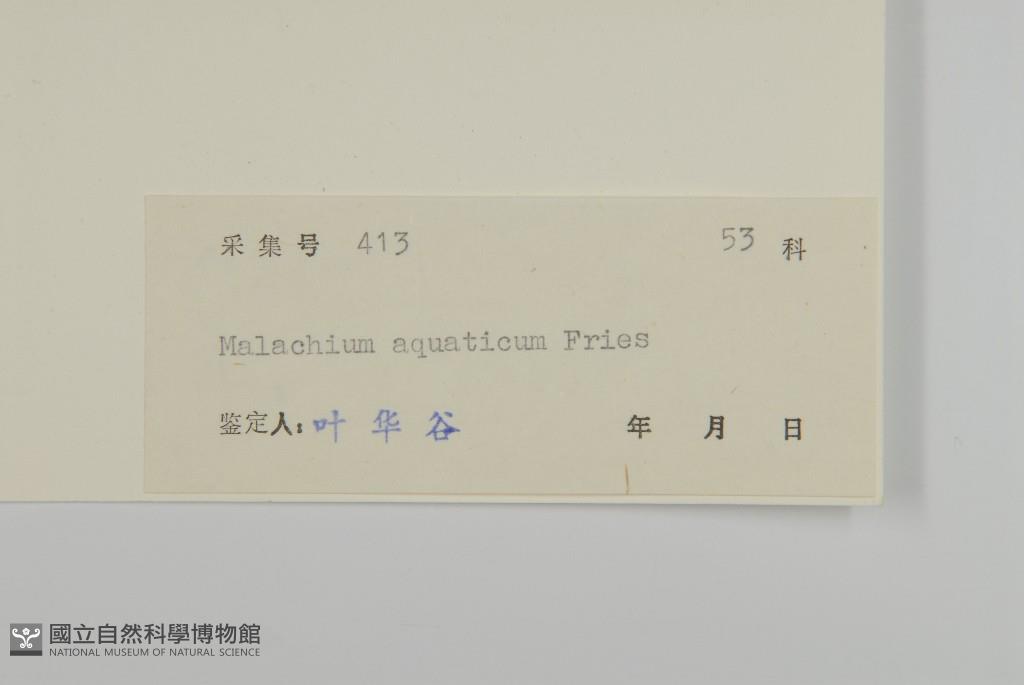 采集号 413 53 科
Malachium aquaticum Fries
鉴定人：叶华谷 年 月 日
國立自然科學博物館
NATIONAL MUSEUM OF NATURAL SCIENCE